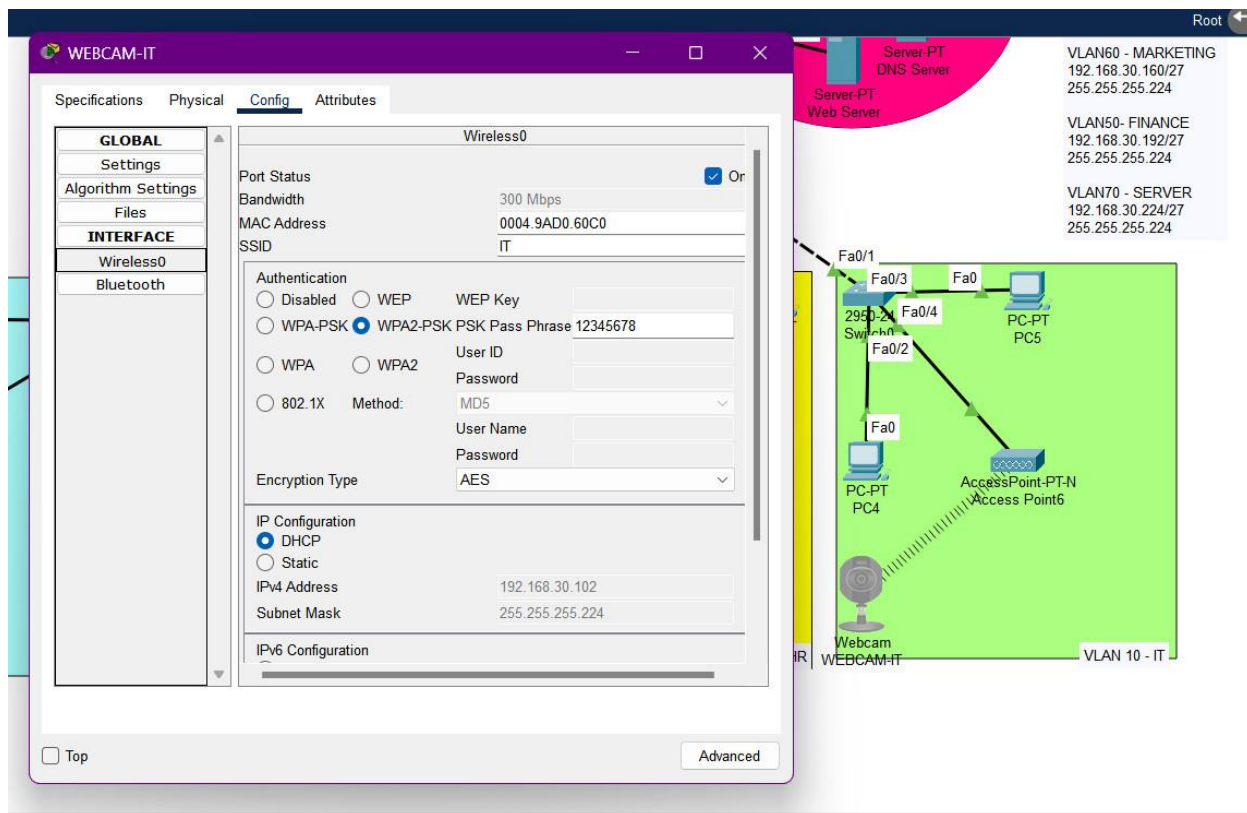 Root
WEBCAM-IT
Specifications Physical Config Attributes
GLOBAL
Settings
Algorithm Settings
Files
INTERFACE
Wireless0
Bluetooth
Wireless0
Port Status On
Bandwidth 300 Mbps
MAC Address 0004.9AD0.60C0
SSID IT
Authentication
Disabled WEP WEP Key
WPA-PSK WPA2-PSK PSK Pass Phrase 12345678
User ID
WPA WPA2
Password
802.1X Method: MD5
User Name
Password
Encryption Type AES
IP Configuration
DHCP
Static
IPv4 Address 192.168.30.102
Subnet Mask 255.255.255.224
IPv6 Configuration
Top
Advanced
Server-PT
DNS Server
Server-PT
Web Server
VLAN60 - MARKETING
192.168.30.160/27
255.255.255.224
VLAN50- FINANCE
192.168.30.192/27
255.255.255.224
VLAN70 - SERVER
192.168.30.224/27
255.255.255.224
Fa0/1
Fa0/3 Fa0
2950-24 Fa0/4
Switch0
Fa0/2
PC-PT
PC5
Fa0
PC-PT
PC4
AccessPoint-PT-N
Access Point6
Webcam
WEBCAM-IT
HR
VLAN 10 - IT